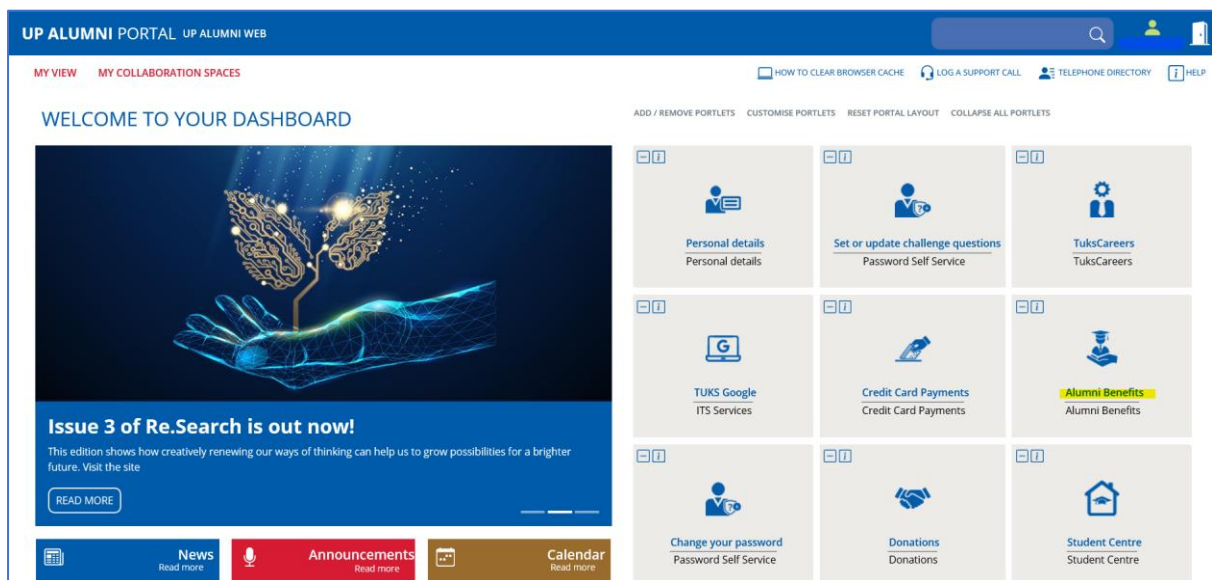 UP ALUMNI PORTAL UP ALUMNI WEB
MY VIEW MY COLLABORATION SPACES
HOW TO CLEAR BROWSER CACHE LOG A SUPPORT CALL TELEPHONE DIRECTORY i HELP
WELCOME TO YOUR DASHBOARD
ADD / REMOVE PORTLETS CUSTOMISE PORTLETS RESET PORTAL LAYOUT COLLAPSE ALL PORTLETS
Issue 3 of Re.Search is out now!
This edition shows how creatively renewing our ways of thinking can help us to grow possibilities for a brighter
future. Visit the site
READ MORE
News
Read more
Announcements
Read more
Calendar
Read more
Personal details
Personal details
Set or update challenge questions
Password Self Service
TuksCareers
TuksCareers
G
TUKS Google
ITS Services
Credit Card Payments
Credit Card Payments
Alumni Benefits
Alumni Benefits
Change your password
Password Self Service
Donations
Donations
Student Centre
Student Centre